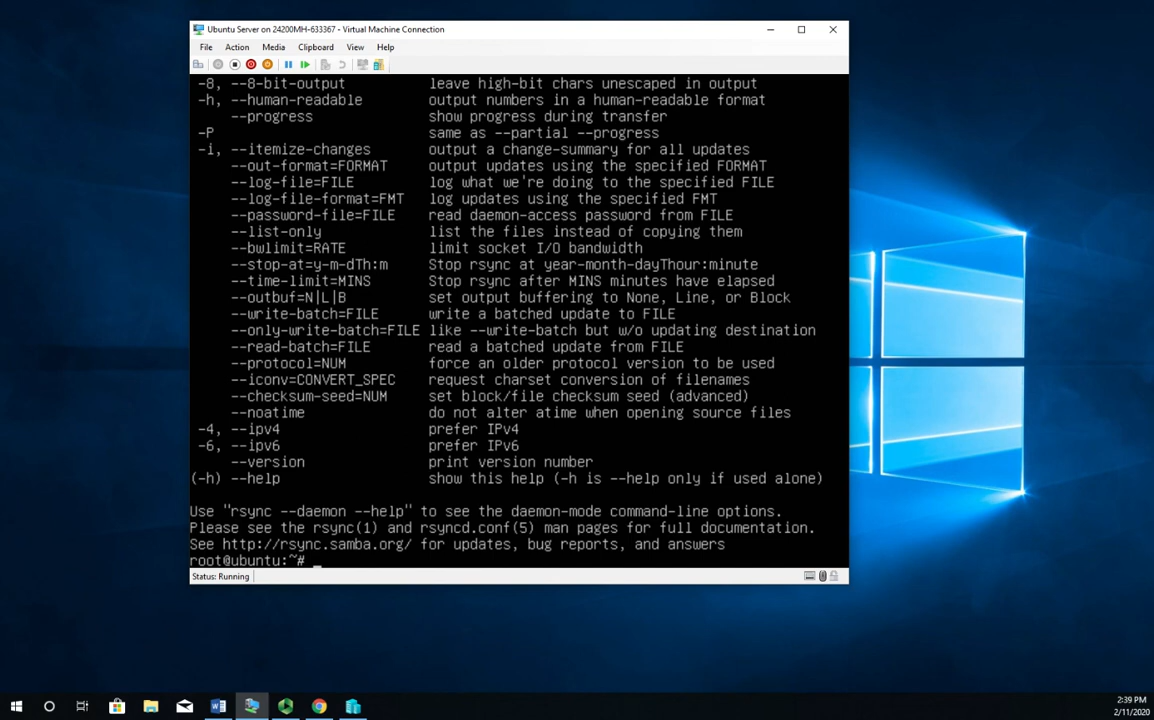 Ubuntu Server on 24200MH-633367 - Virtual Machine Connection
File Action Media Clipboard View Help
-8, --8-bit-output leave high-bit chars unescaped in output
-h, --human-readable output numbers in a human-readable format
--progress show progress during transfer
-P same as --partial --progress
-i, --itemize-changes output a change-summary for all updates
--out-format=FORMAT output updates using the specified FORMAT
--log-file=FILE log what we're doing to the specified FILE
--log-file-format=FMT log updates using the specified FMT
--password-file=FILE read daemon-access password from FILE
--list-only list the files instead of copying them
--bwlimit=RATE limit socket I/O bandwidth
--stop-at=y-m-dTh:m Stop rsync at year-month-dayThour:minute
--time-limit=MINS Stop rsync after MINS minutes have elapsed
--outbuf=N|L|B set output buffering to None, Line, or Block
--write-batch=FILE write a batched update to FILE
--only-write-batch=FILE like --write-batch but w/o updating destination
--read-batch=FILE read a batched update from FILE
--protocol=NUM force an older protocol version to be used
--iconv=CONVERT_SPEC request charset conversion of filenames
--checksum-seed=NUM set block/file checksum seed (advanced)
--noatime do not alter atime when opening source files
-4, --ipv4 prefer IPv4
-6, --ipv6 prefer IPv6
--version print version number
(-h) --help show this help (-h is --help only if used alone)
Use "rsync --daemon --help" to see the daemon-mode command-line options.
Please see the rsync(1) and rsyncd.conf(5) man pages for full documentation.
See http://rsync.samba.org/ for updates, bug reports, and answers
root@ubuntu:~# _
Status: Running
2:39 PM
2/11/2020